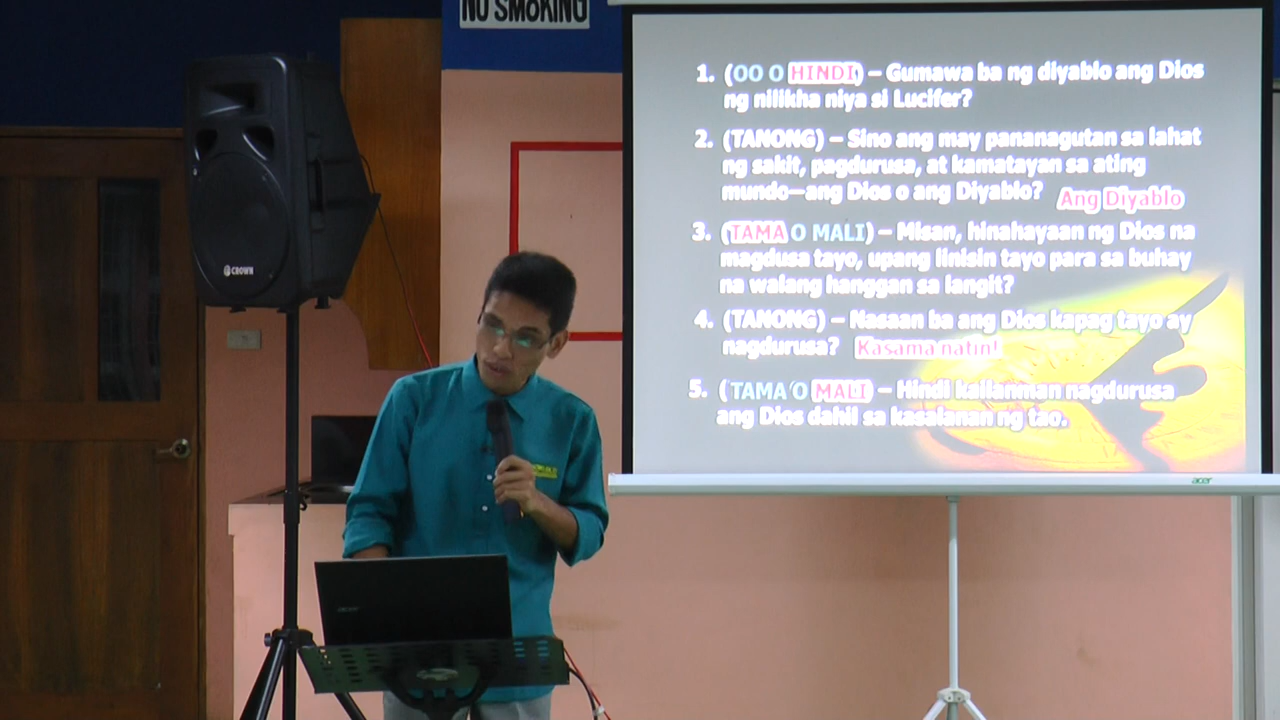 NO SMOKING
1. (OO O HINDI) – Gumawa ba ng diyablo ang Dios
ng nilikha niya si Lucifer?
2. (TANONG) – Sino ang may pananagutan sa lahat
ng sakit, pagdurusa, at kamatayan sa ating
mundo—ang Dios o ang Diyablo? Ang Diyablo
3. (TAMA O MALI) – Misan, hinahayaan ng Dios na
magdusa tayo, upang linisin tayo para sa buhay
na walang hanggan sa langit?
4. (TANONG) – Nasaan ba ang Dios kapag tayo ay
nagdurusa? Kasama natin!
5. ( TAMA O MALI) – Hindi kailanman nagdurusa
ang Dios dahil sa kasalanan ng tao.
CROWN
acer
acer